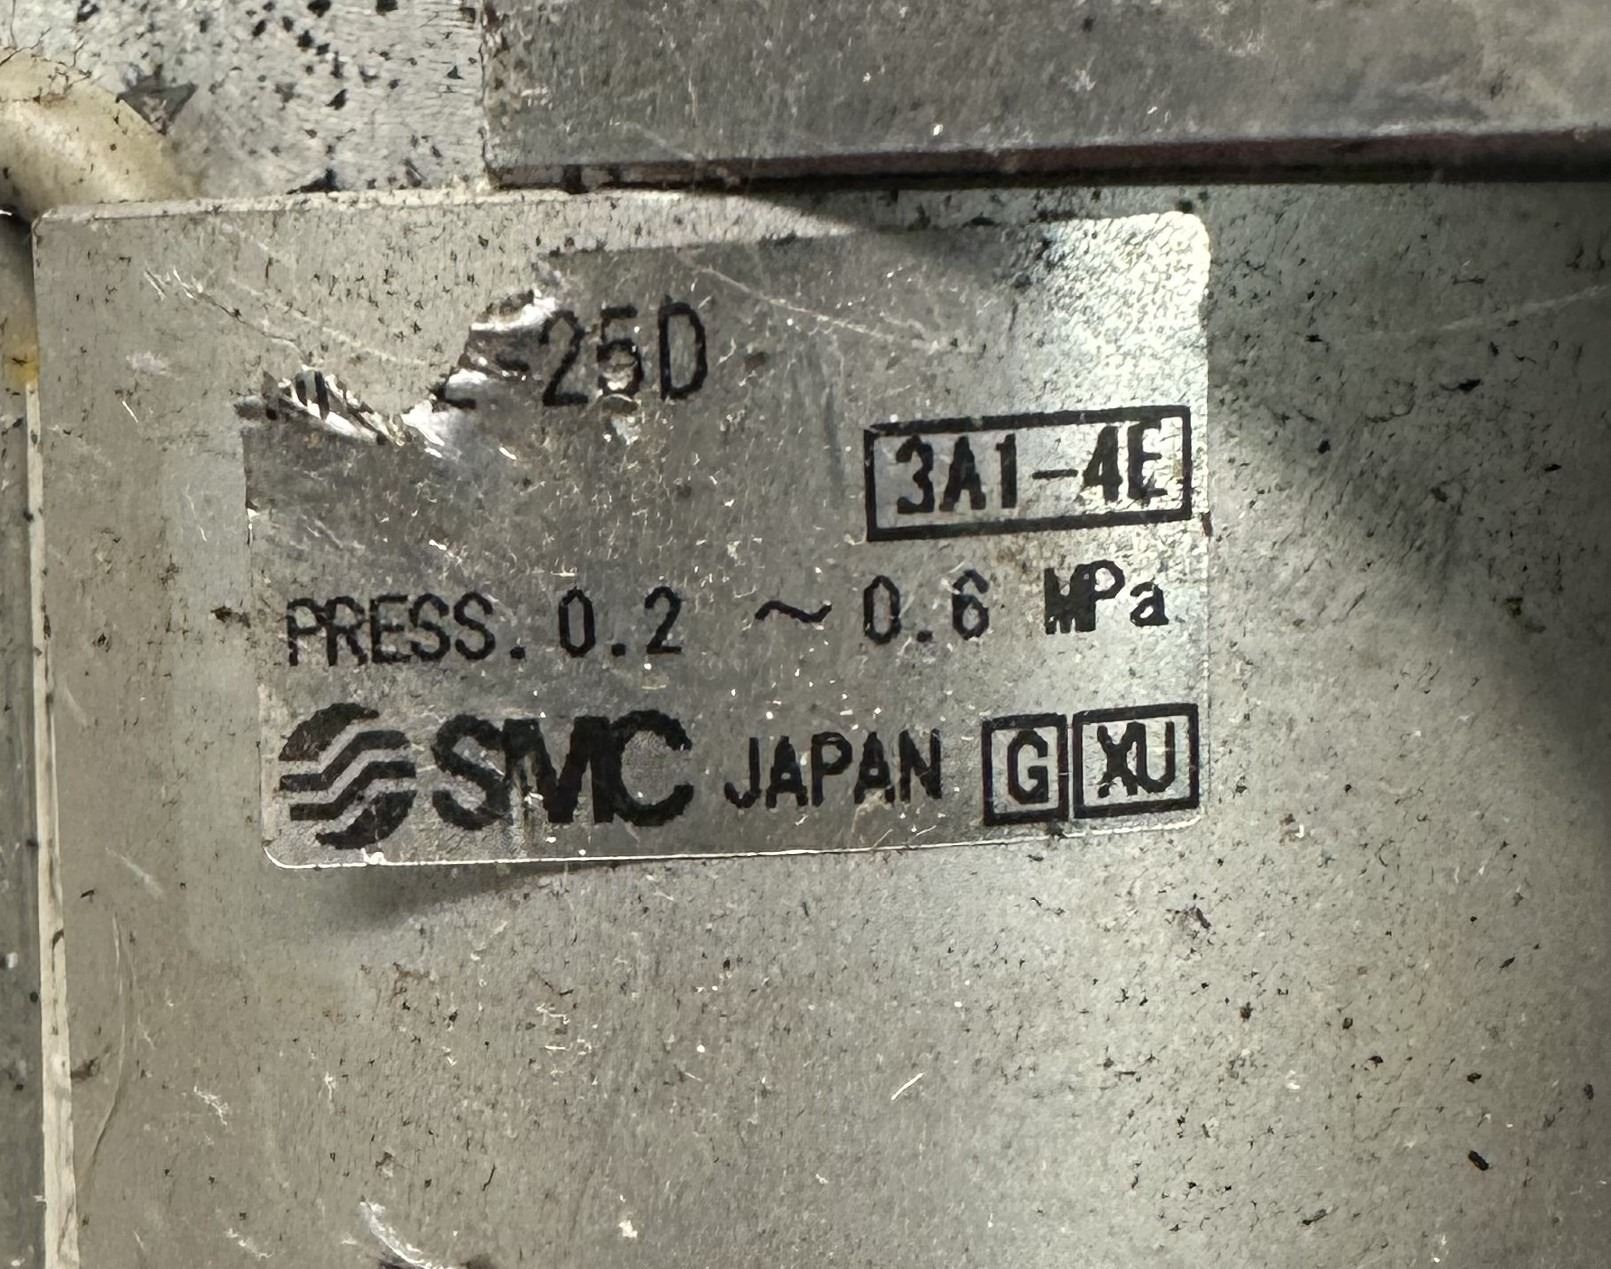 -25D
3A1-4E
PRESS. 0.2 ~ 0.6 MPa
SMC JAPAN G XU